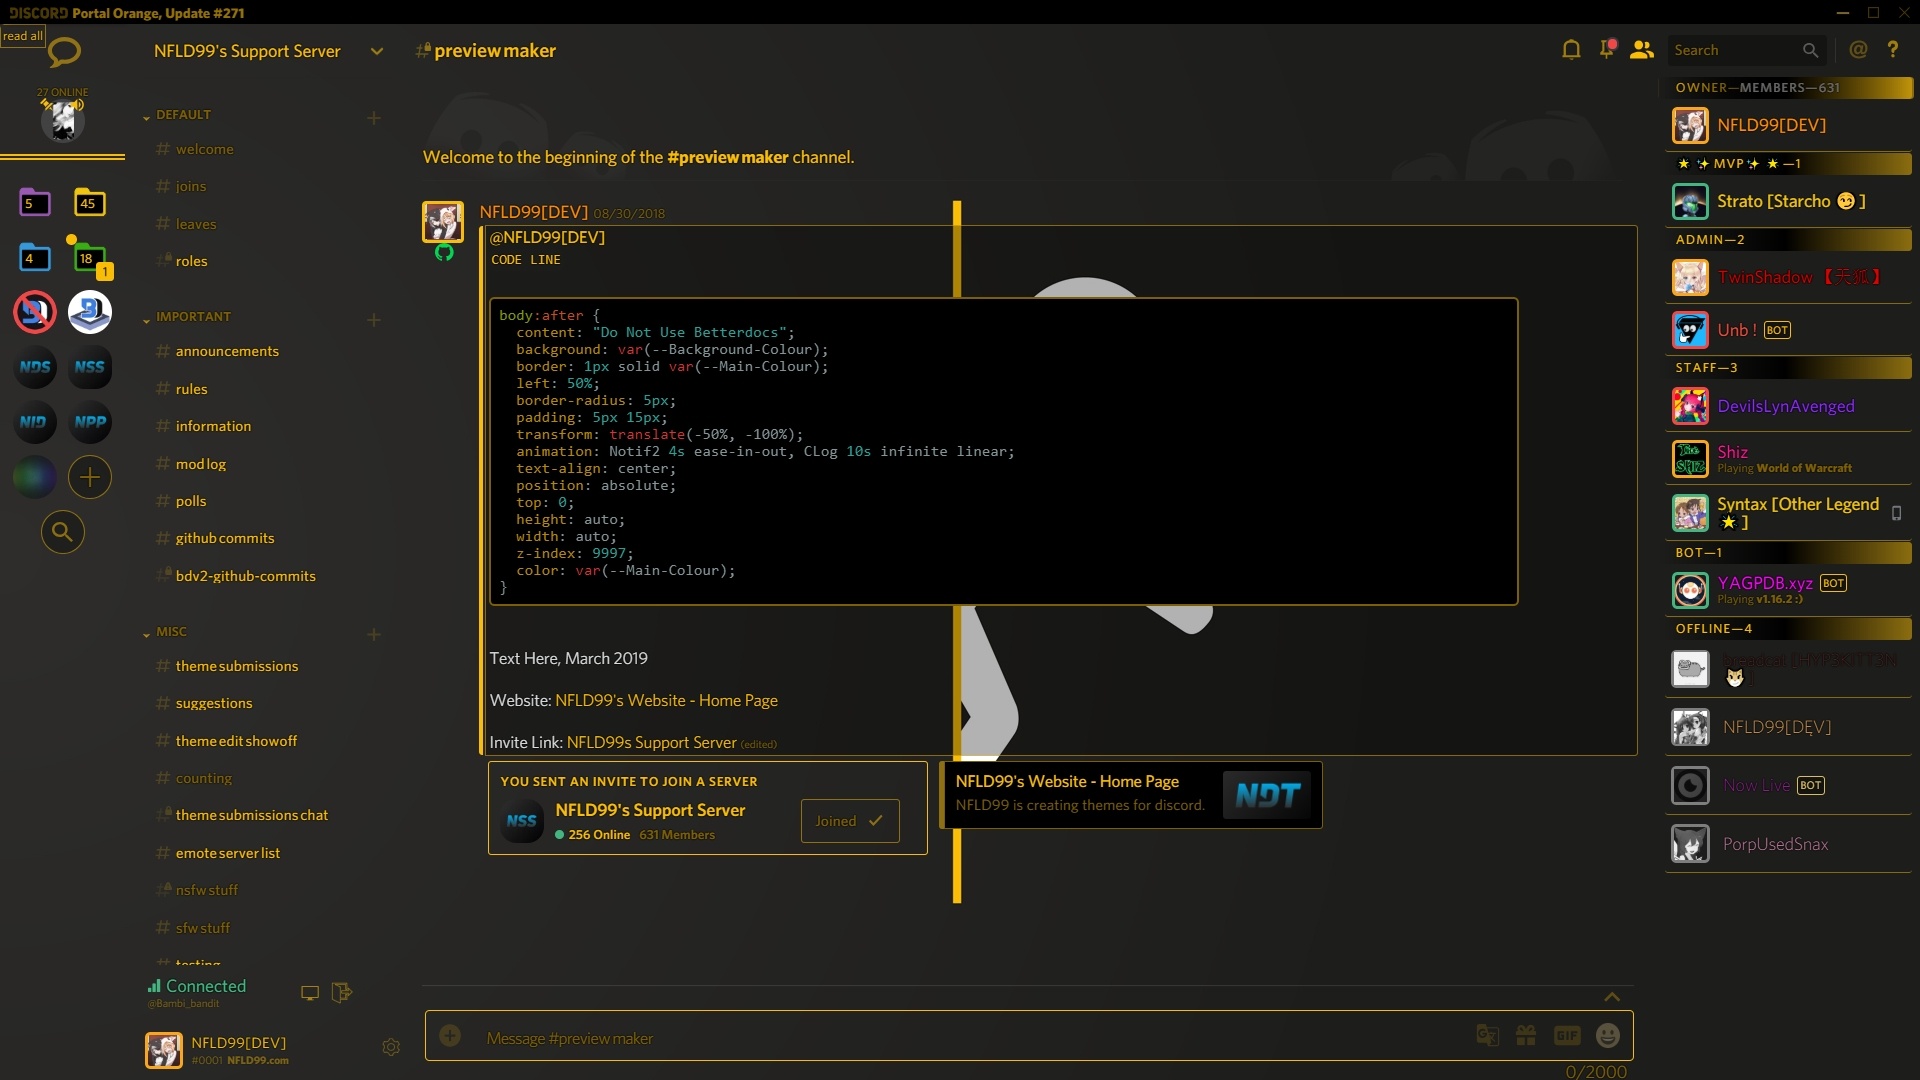 DISCORD Portal Orange, Update #271
read all
27 ONLINE
5
45
4
18
1
NDS
NSS
NID
NPP
NFLD99's Support Server
DEFAULT
welcome
joins
leaves
roles
IMPORTANT
announcements
rules
information
mod log
polls
github commits
bdv2-github-commits
MISC
theme submissions
suggestions
theme edit showoff
counting
theme submissions chat
emote server list
nsfw stuff
sfw stuff
testing
Connected
@Bambi_bandit
NFLD99[DEV]
#0001 NFLD99.com
# preview maker
Search
Welcome to the beginning of the #preview maker channel.
NFLD99[DEV] 08/30/2018
@NFLD99[DEV]
CODE LINE
body:after {
content: "Do Not Use Betterdocs";
background: var(--Background-Colour);
border: 1px solid var(--Main-Colour);
left: 50%;
border-radius: 5px;
padding: 5px 15px;
transform: translate(-50%, -100%);
animation: Notif2 4s ease-in-out, CLog 10s infinite linear;
text-align: center;
position: absolute;
top: 0;
height: auto;
width: auto;
z-index: 9997;
color: var(--Main-Colour);
}
Text Here, March 2019
Website: NFLD99's Website - Home Page
Invite Link: NFLD99s Support Server (edited)
YOU SENT AN INVITE TO JOIN A SERVER
NSS
NFLD99's Support Server
256 Online 631 Members
Joined
NFLD99's Website - Home Page
NFLD99 is creating themes for discord.
NDT
Message #preview maker
GIF
0/2000
OWNER—MEMBERS—631
NFLD99[DEV]
🌟 ✨ MVP ✨ 🌟 —1
Strato [Starcho 😏 ]
ADMIN—2
TwinShadow 【天狐】
Unb ! BOT
STAFF—3
DevilsLynAvenged
Shiz
Playing World of Warcraft
Syntax [Other Legend
🌟 ]
BOT—1
YAGPDB.xyz BOT
Playing v1.16.2 :)
OFFLINE—4
NFLD99[DEV]
Now Live BOT
PorpUsedSnax